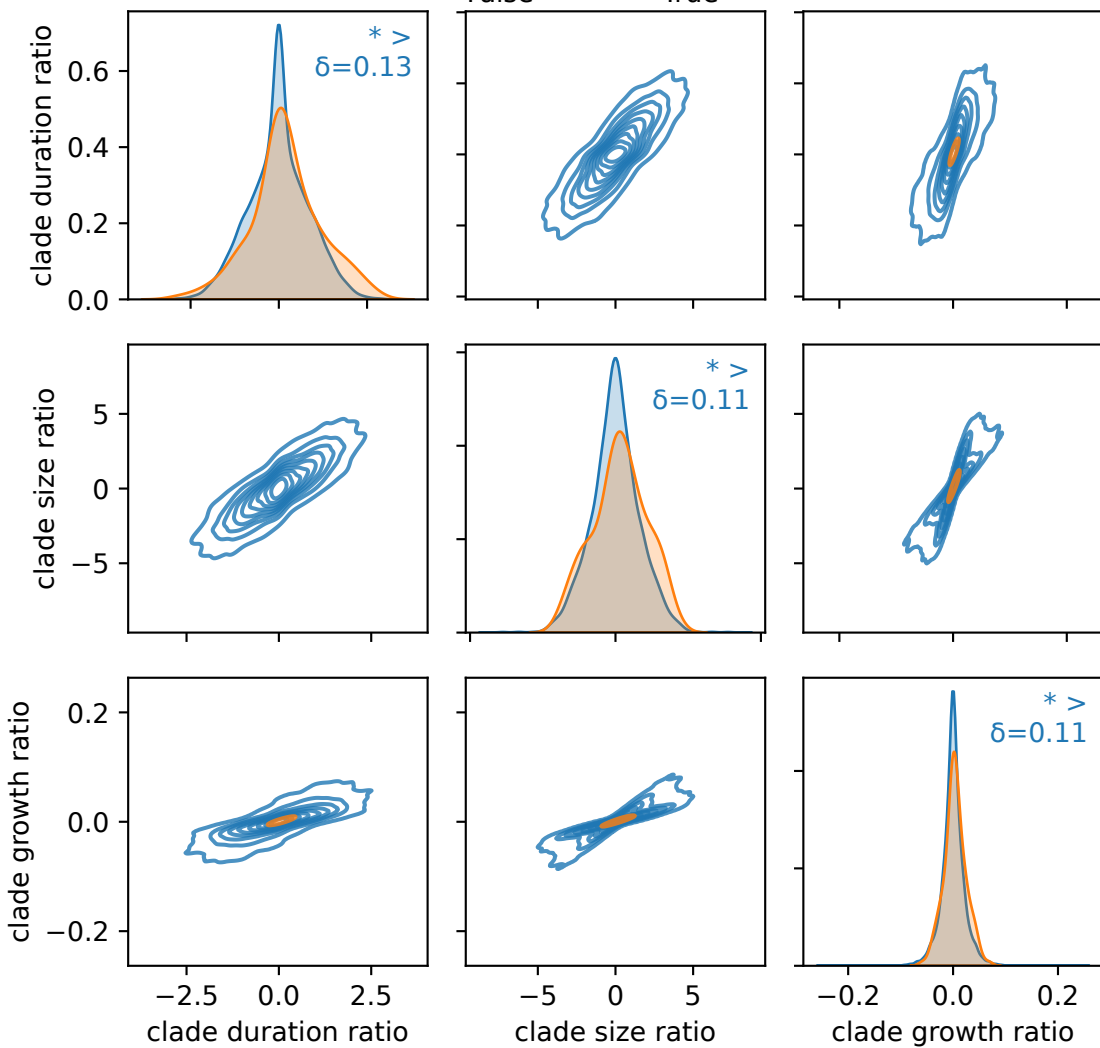 False True
clade duration ratio
0.6
0.4
0.2
0.0
* >
δ=0.13
clade size ratio
5
0
−5
* >
δ=0.11
clade growth ratio
0.2
0.0
−0.2
* >
δ=0.11
−2.5 0.0 2.5
−5 0 5
−0.2 0.0 0.2
clade duration ratio
clade size ratio
clade growth ratio